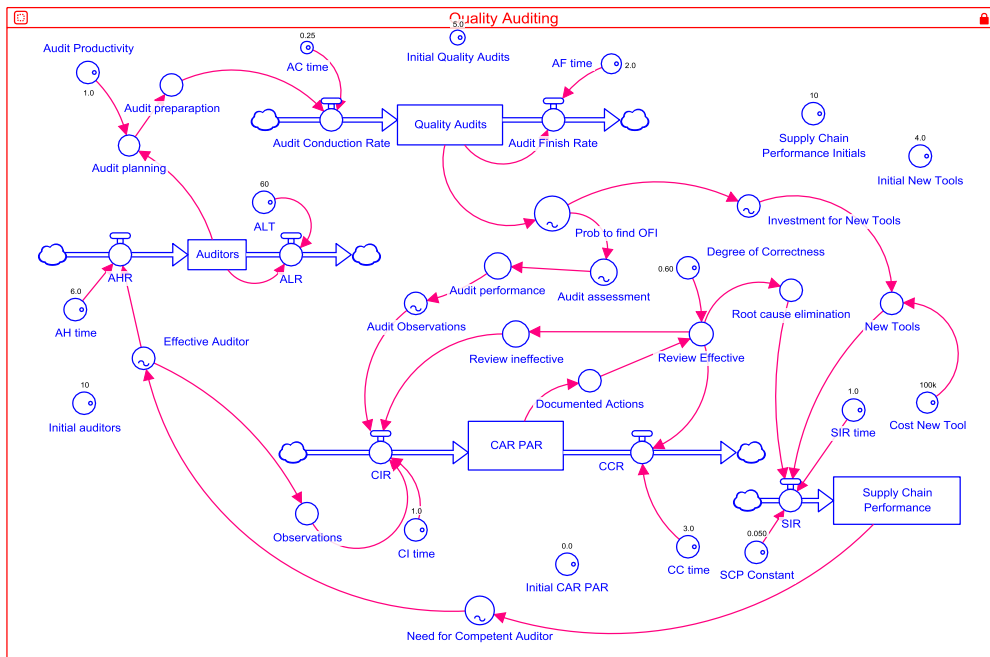 Quality Auditing
5.0
Initial Quality Audits
Audit Productivity
1.0
0.25
AC time
AF time
2.0
Audit preparaption
Audit planning
Audit Conduction Rate
Quality Audits
Audit Finish Rate
10
Supply Chain
Performance Initials
4.0
Initial New Tools
60
ALT
Prob to find OFI
Investment for New Tools
AHR
Auditors
ALR
Audit performance
Audit assessment
Degree of Correctness
0.60
6.0
AH time
Audit Observations
Root cause elimination
New Tools
Effective Auditor
Review ineffective
Review Effective
10
Initial auditors
Documented Actions
1.0
SIR time
100k
Cost New Tool
CIR
CAR PAR
CCR
Supply Chain
Performance
SIR
Observations
1.0
CI time
3.0
CC time
0.050
SCP Constant
0.0
Initial CAR PAR
Need for Competent Auditor